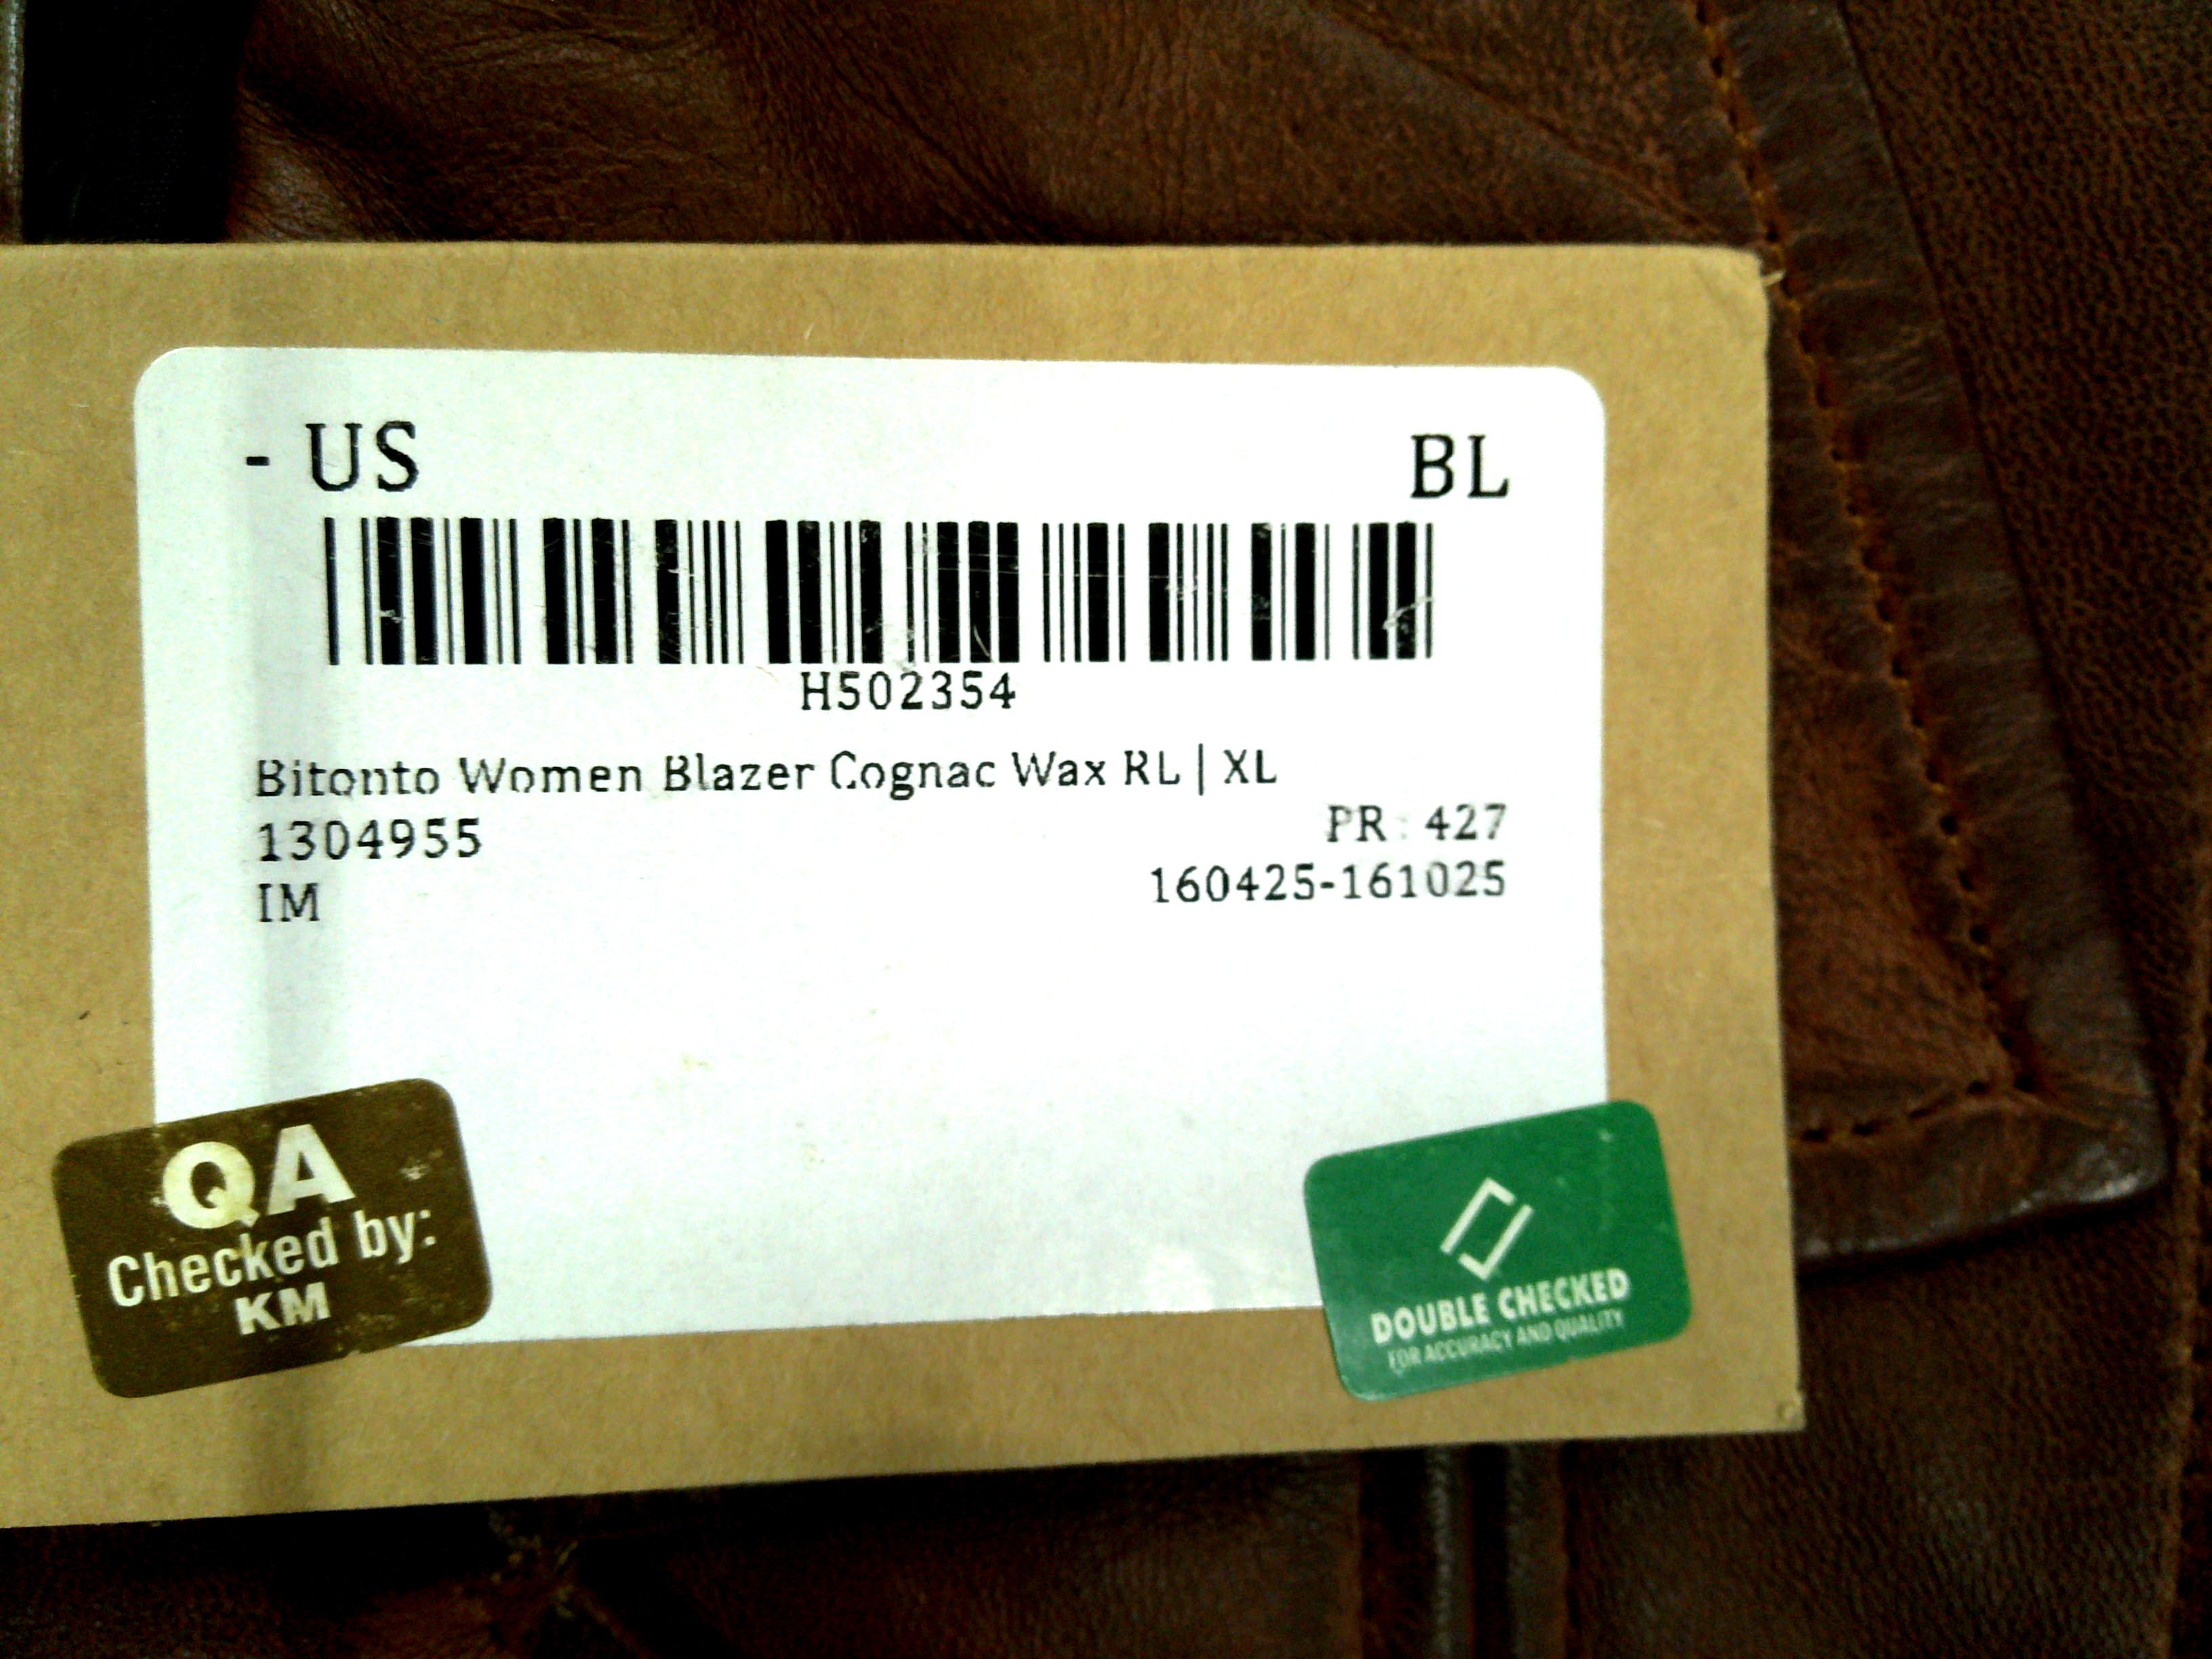 - US BL
H502354
Bitonto Women Blazer Cognac Wax RL | XL
1304955 PR : 427
IM 160425-161025
QA
Checked by:
KM
DOUBLE CHECKED
FOR ACCURACY AND QUALITY